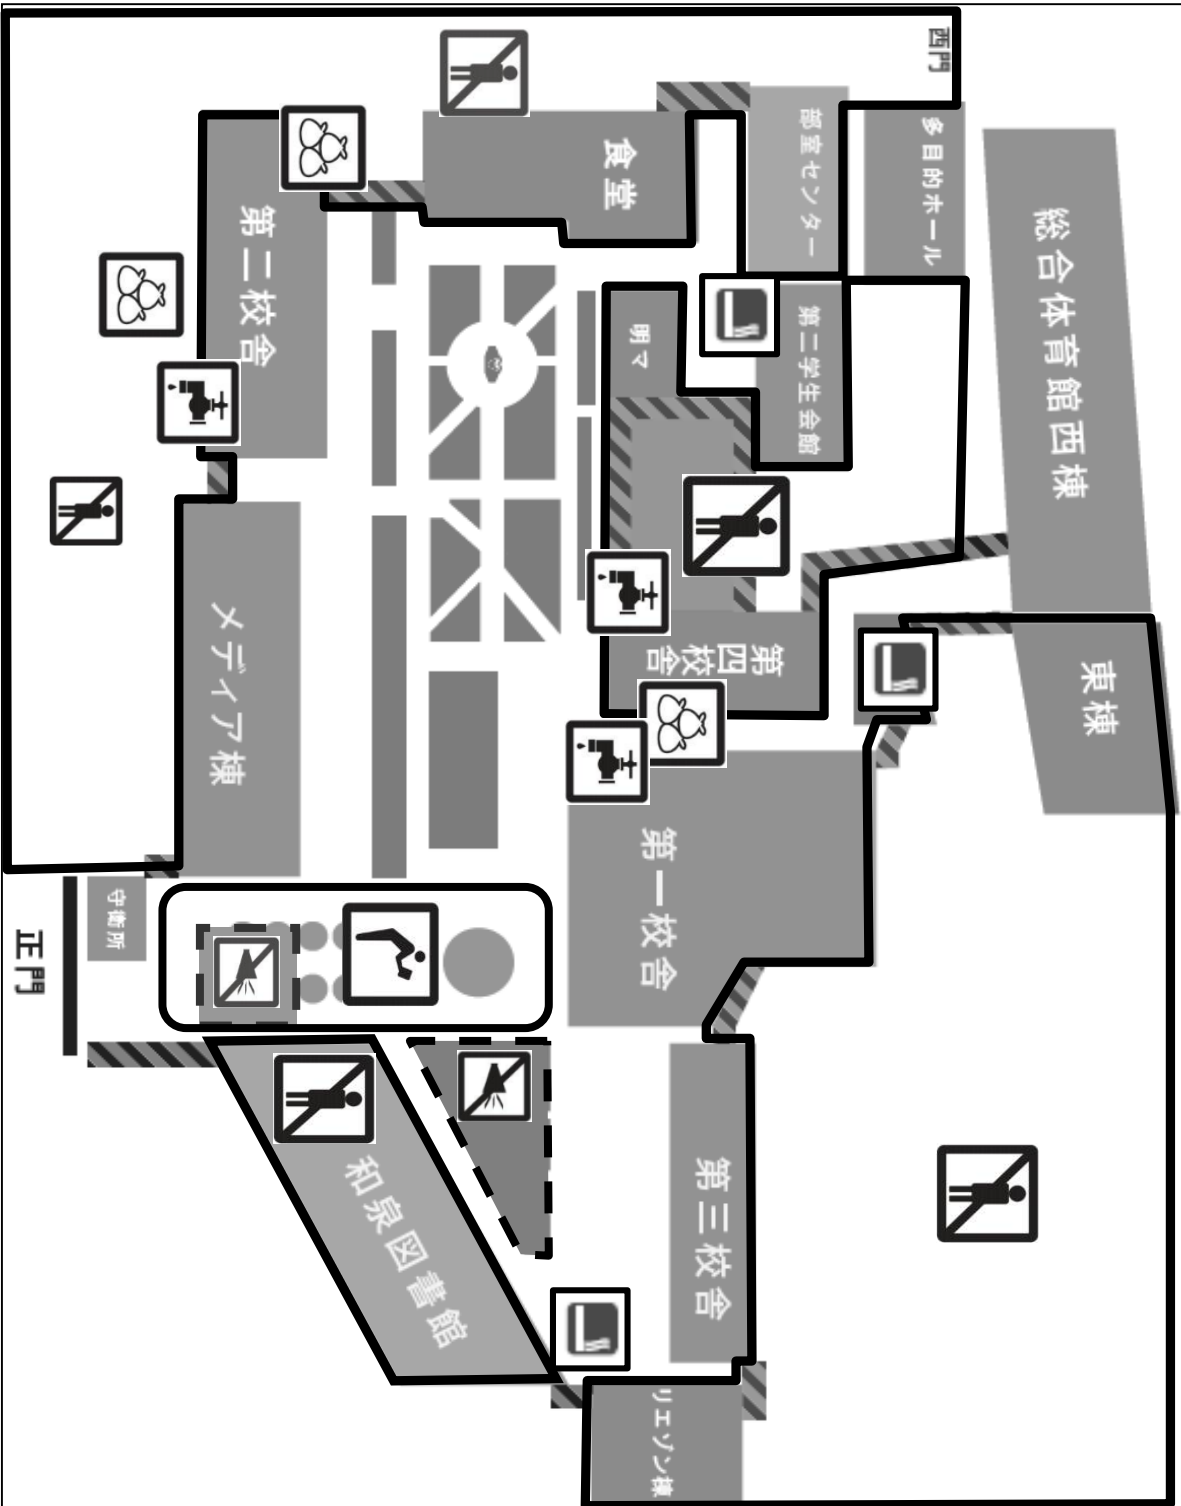 西門
多目的ホール
部室センター
総合体育館西棟
食堂
第二校舎
明マ
第二学生会館
第四校舎
東棟
メディア棟
第一校舎
守衛所
正門
第三校舎
和泉図書館
リエゾン棟